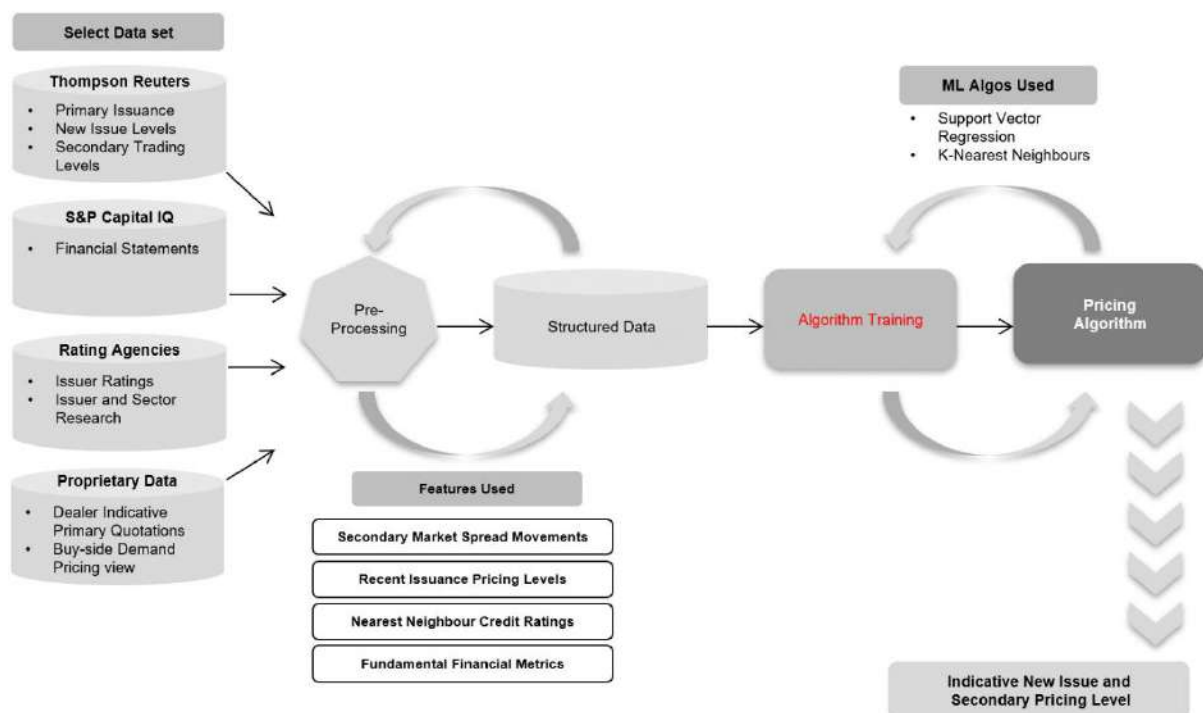 Select Data set
Thompson Reuters
• Primary Issuance
• New Issue Levels
• Secondary Trading
Levels
S&P Capital IQ
• Financial Statements
Rating Agencies
• Issuer Ratings
• Issuer and Sector
Research
Proprietary Data
• Dealer Indicative
Primary Quotations
• Buy-side Demand
Pricing view
Pre-
Processing
Structured Data
Features Used
Secondary Market Spread Movements
Recent Issuance Pricing Levels
Nearest Neighbour Credit Ratings
Fundamental Financial Metrics
ML Algos Used
• Support Vector
Regression
• K-Nearest Neighbours
Algorithm Training
Pricing
Algorithm
Indicative New Issue and
Secondary Pricing Level